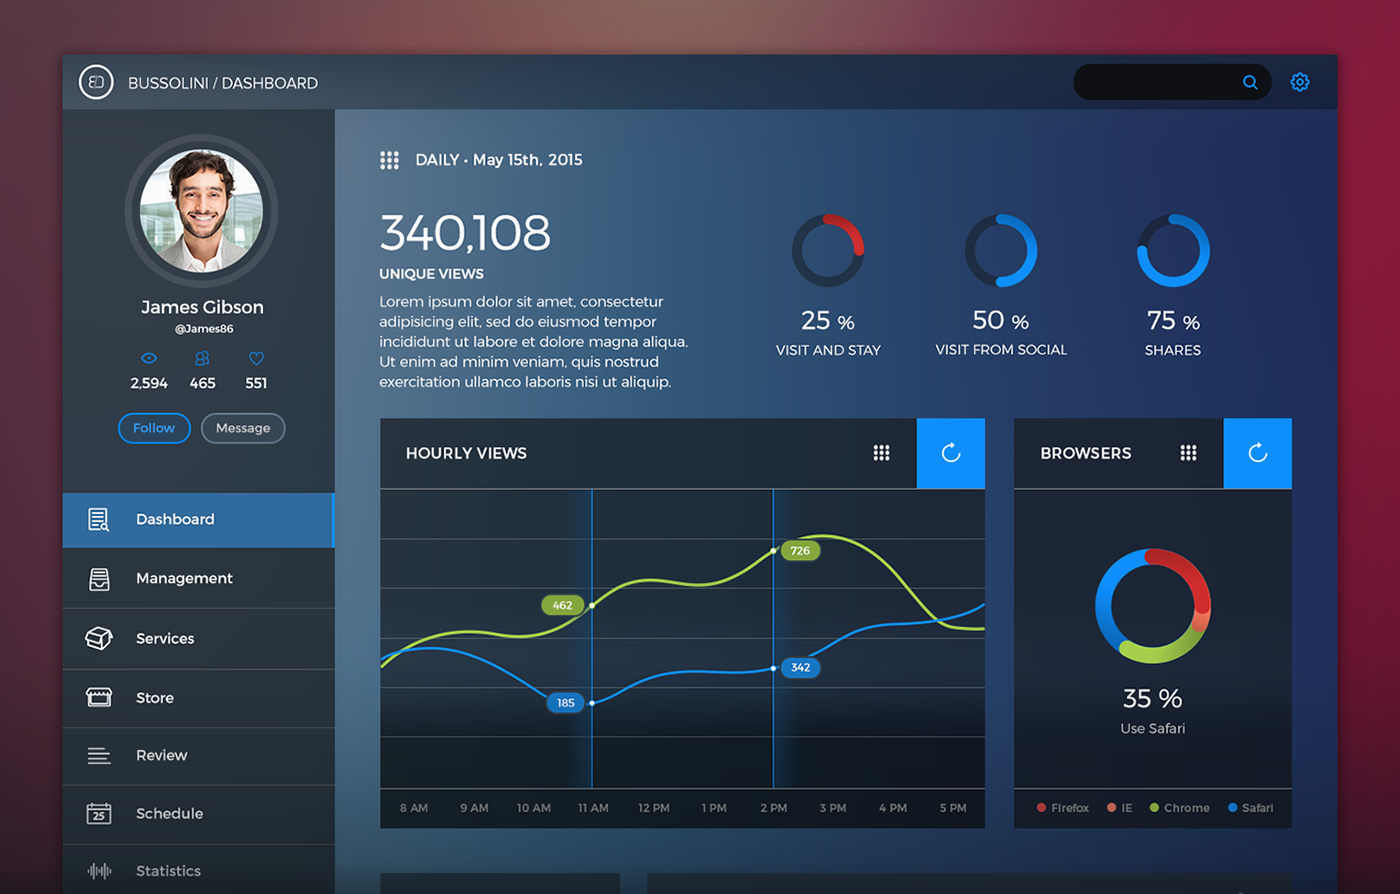 BUSSOLINI / DASHBOARD
James Gibson
@James86
2,594 465 551
Follow Message
Dashboard
Management
Services
Store
Review
25
Schedule
Statistics
DAILY • May 15th, 2015
340,108
UNIQUE VIEWS
Lorem ipsum dolor sit amet, consectetur
adipisicing elit, sed do eiusmod tempor
incididunt ut labore et dolore magna aliqua.
Ut enim ad minim veniam, quis nostrud
exercitation ullamco laboris nisi ut aliquip.
25 %
VISIT AND STAY
50 %
VISIT FROM SOCIAL
75 %
SHARES
HOURLY VIEWS
726
462
342
185
8 AM 9 AM 10 AM 11 AM 12 PM 1 PM 2 PM 3 PM 4 PM 5 PM
BROWSERS
35 %
Use Safari
Firefox IE Chrome Safari